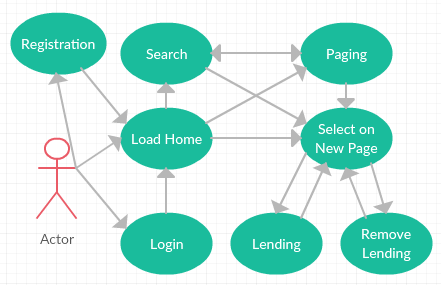 Registration
Search
Paging
Load Home
Select on
New Page
Actor
Login
Lending
Remove
Lending